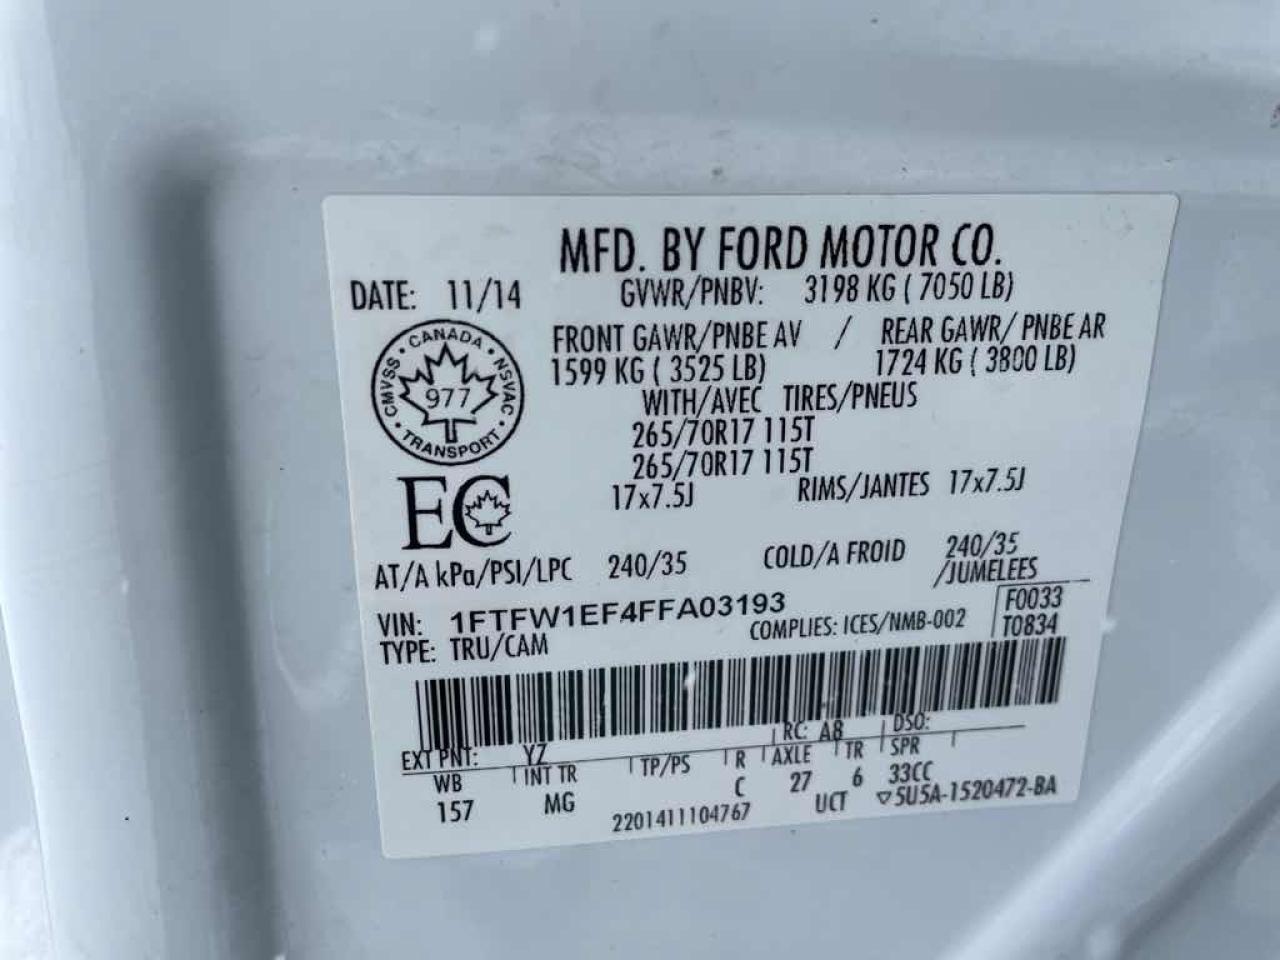 MFD. BY FORD MOTOR CO.
DATE: 11/14 GVWR/PNBV: 3198 KG ( 7050 LB)
FRONT GAWR/PNBE AV / REAR GAWR/ PNBE AR
1599 KG ( 3525 LB) 1724 KG ( 3800 LB)
WITH/AVEC TIRES/PNEUS
265/70R17 115T
265/70R17 115T
17x7.5J RIMS/JANTES 17x7.5J
CANADA • NSVAC • TRANSPORT • CMVSS •
977
EC
AT/A kPa/PSI/LPC 240/35 COLD/A FROID 240/35
/JUMELEES
VIN: 1FTFW1EF4FFA03193 F0033
TYPE: TRU/CAM COMPLIES: ICES/NMB-002 T0834
EXT PNT: YZ RC: A8 DSO:
WB INT TR TP/PS R AXLE TR SPR
157 MG C 27 6 33CC
2201411104767 UCT ▽5U5A-1520472-BA